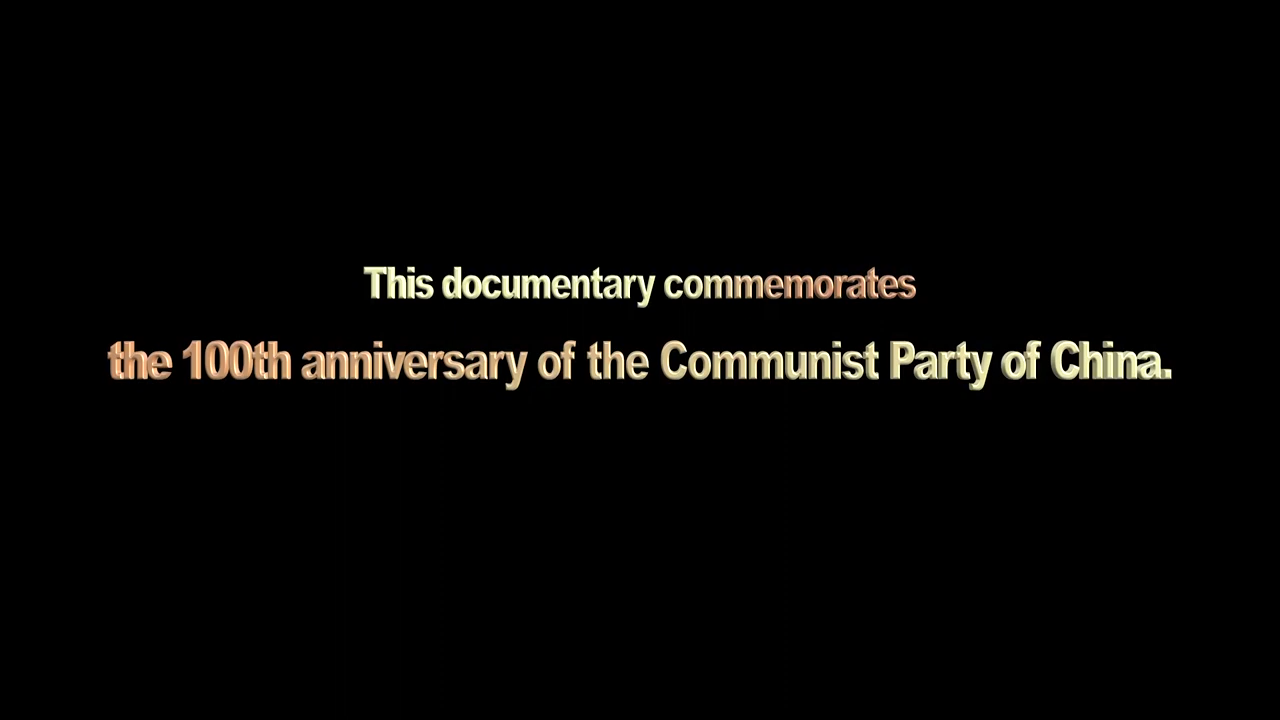 This documentary commemorates
the 100th anniversary of the Communist Party of China.